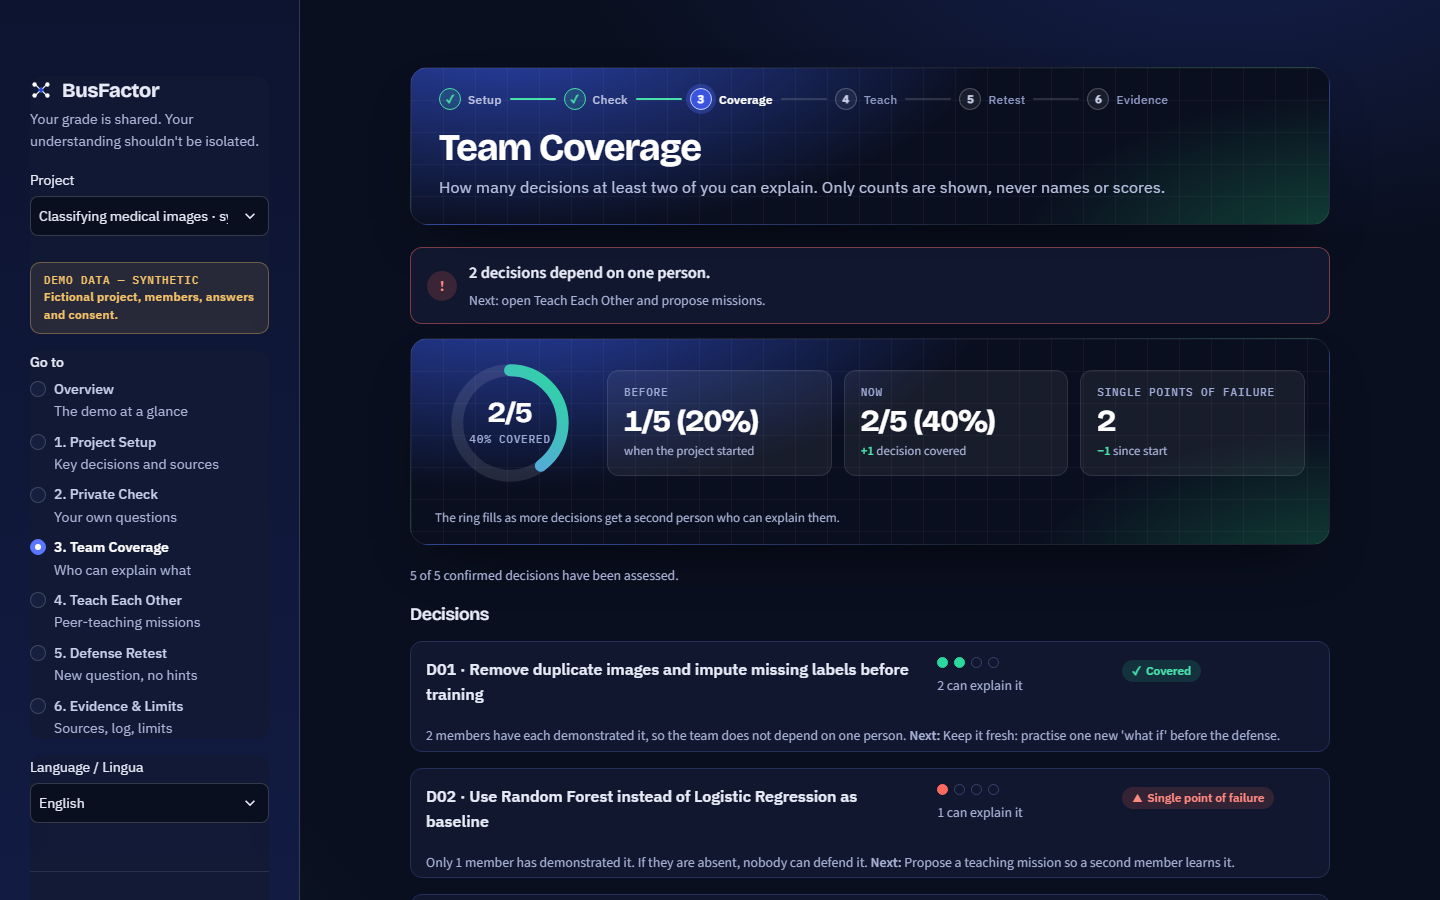 BusFactor
Your grade is shared. Your
understanding shouldn't be isolated.
Project
Classifying medical images ·
DEMO DATA — SYNTHETIC
Fictional project, members, answers
and consent.
Go to
Overview
The demo at a glance
1. Project Setup
Key decisions and sources
2. Private Check
Your own questions
3. Team Coverage
Who can explain what
4. Teach Each Other
Peer-teaching missions
5. Defense Retest
New question, no hints
6. Evidence & Limits
Sources, log, limits
Language / Lingua
English
✓ Setup ✓ Check 3 Coverage 4 Teach 5 Retest 6 Evidence
Team Coverage
How many decisions at least two of you can explain. Only counts are shown, never names or scores.
! 2 decisions depend on one person.
Next: open Teach Each Other and propose missions.
2/5
40% COVERED
BEFORE
1/5 (20%)
when the project started
NOW
2/5 (40%)
+1 decision covered
SINGLE POINTS OF FAILURE
2
−1 since start
The ring fills as more decisions get a second person who can explain them.
5 of 5 confirmed decisions have been assessed.
Decisions
D01 · Remove duplicate images and impute missing labels before
training
2 can explain it
✓ Covered
2 members have each demonstrated it, so the team does not depend on one person. Next: Keep it fresh: practise one new 'what if' before the defense.
D02 · Use Random Forest instead of Logistic Regression as
baseline
1 can explain it
▲ Single point of failure
Only 1 member has demonstrated it. If they are absent, nobody can defend it. Next: Propose a teaching mission so a second member learns it.